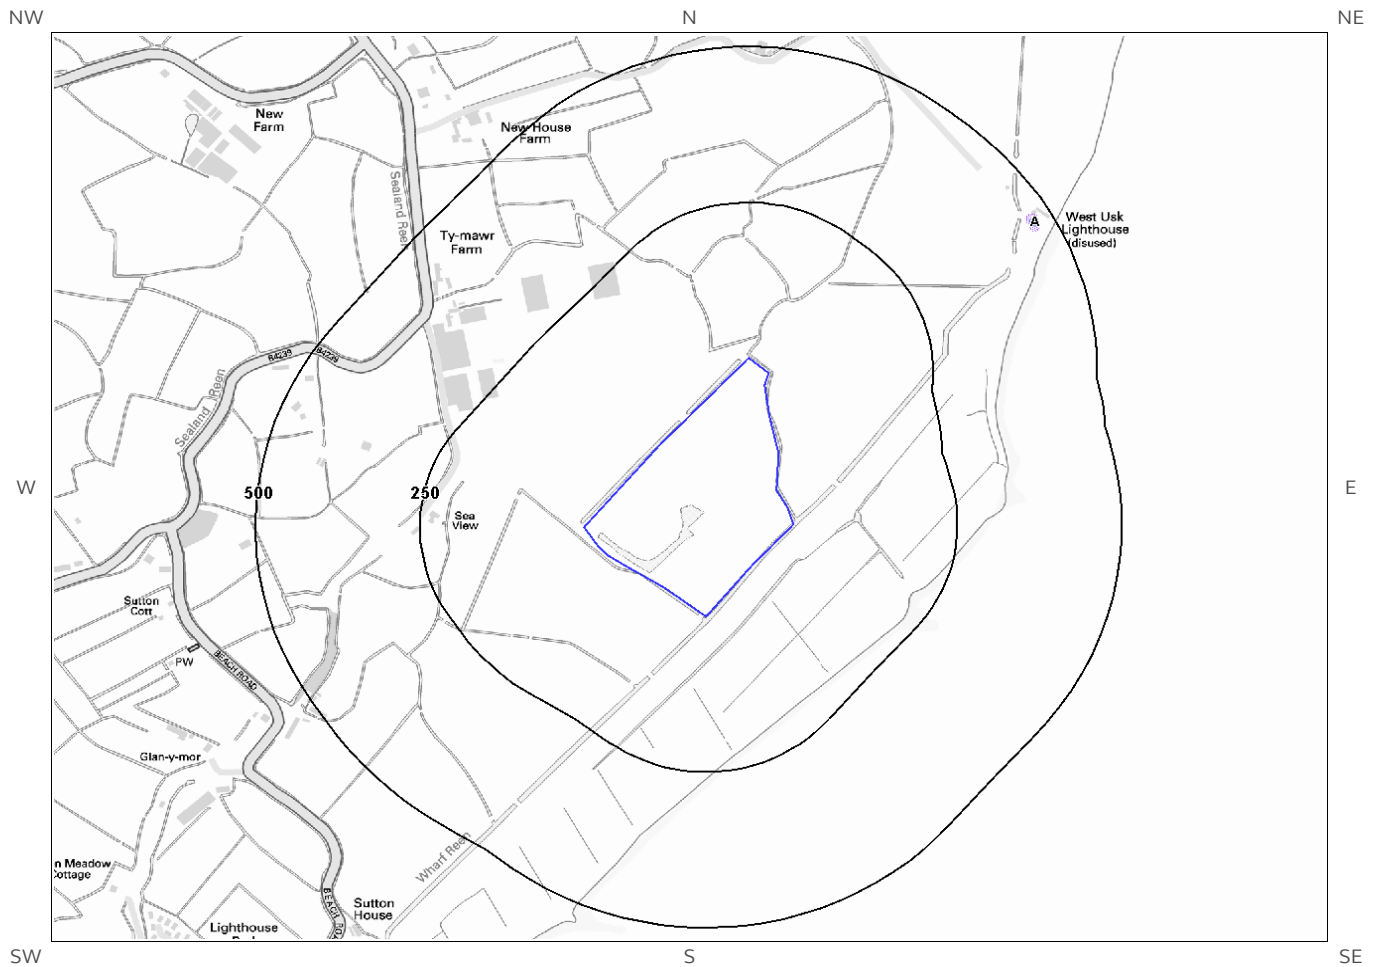 NW
N
NE
New
Farm
New House
Farm
Sealand Reen
A
West Usk
Lighthouse
(disused)
Ty-mawr
Farm
B4239
B4239
Sealand Reen
W
500
250
E
Sea
View
Sutton
Cott
PW
BEACH ROAD
Glan-y-mor
n Meadow
Cottage
Wharf Reen
BEACH ROA
Sutton
House
Lighthouse
SW
S
SE